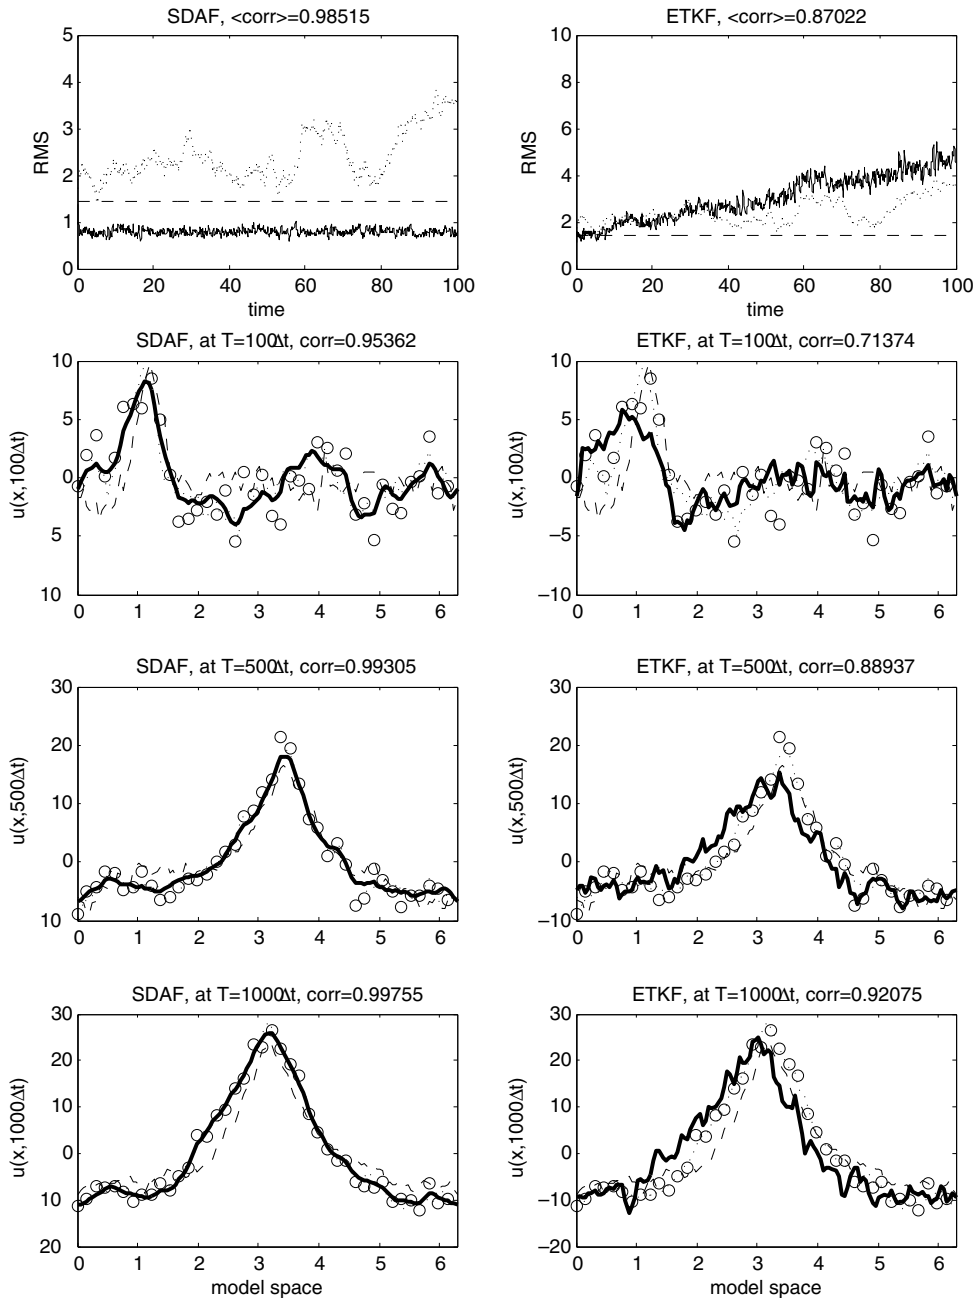 SDAF, <corr>=0.98515
5
4
3
2
1
0
RMS
0 20 40 60 80 100
time
ETKF, <corr>=0.87022
10
8
6
4
2
0
RMS
0 20 40 60 80 100
time
SDAF, at T=100Δt, corr=0.95362
10
5
0
5
10
u(x,100Δt)
0 1 2 3 4 5 6
ETKF, at T=100Δt, corr=0.71374
10
5
0
−5
−10
u(x,100Δt)
0 1 2 3 4 5 6
SDAF, at T=500Δt, corr=0.99305
30
20
10
0
10
u(x,500Δt)
0 1 2 3 4 5 6
ETKF, at T=500Δt, corr=0.88937
30
20
10
0
−10
u(x,500Δt)
0 1 2 3 4 5 6
SDAF, at T=1000Δt, corr=0.99755
30
20
10
0
10
20
u(x,1000Δt)
0 1 2 3 4 5 6
model space
ETKF, at T=1000Δt, corr=0.92075
30
20
10
0
−10
−20
u(x,1000Δt)
0 1 2 3 4 5 6
model space